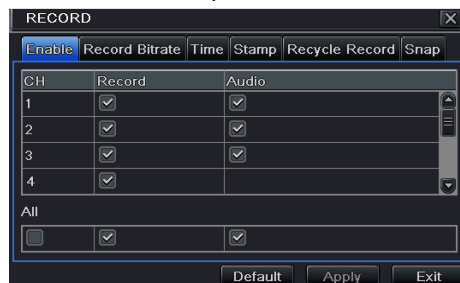 RECORD
Enable Record Bitrate Time Stamp Recycle Record Snap
CH Record Audio
1
2
3
4
All
Default Apply Exit